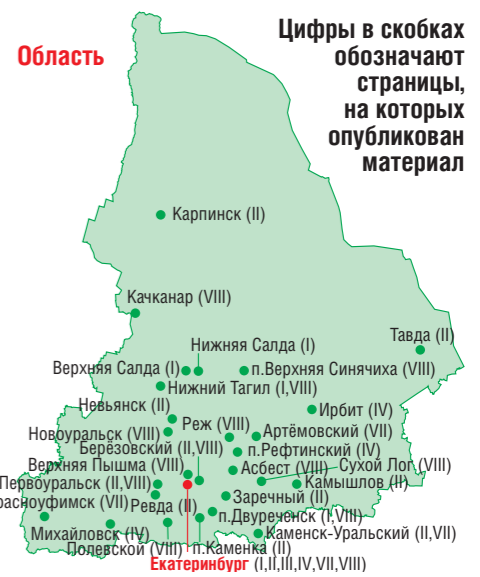 Область
Цифры в скобках
обозначают
страницы,
на которых
опубликован
материал
Карпинск (II)
Качканар (VIII)
Нижняя Салда (I)
Тавда (II)
Верхняя Салда (I)
п.Верхняя Синячиха (VIII)
Нижний Тагил (I,VIII)
Невьянск (II)
Ирбит (IV)
Реж (VIII)
Новоуральск (VIII)
Артёмовский (VII)
Берёзовский (II,VIII)
п.Рефтинский (IV)
Верхняя Пышма (VIII)
Асбест (VIII)
Сухой Лог (VIII)
Первоуральск (II,VIII)
Камышлов (I)
расноуфимск (VII)
Ревда (II)
Заречный (II)
п.Двуреченск (I,VIII)
Михайловск (IV)
Каменск-Уральский (II,VII)
Полевской (VIII)
п.Каменка (II)
Екатеринбург (I,II,III,IV,VII,VIII)